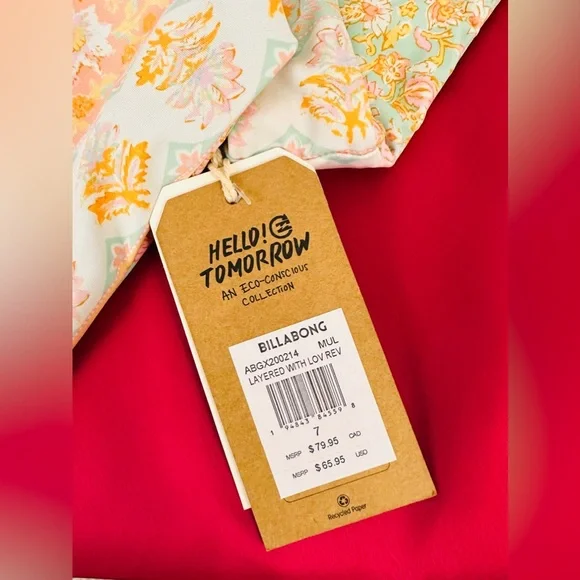 HELLO!
TOMORROW
AN ECO-CONSCIOUS
COLLECTION
BILLABONG
ABGX200214 MUL
LAYERED WITH LOV REV
1 94843 84559 8
7
MSRP $79.95 CAD
MSRP $65.95 USD
Recycled Paper